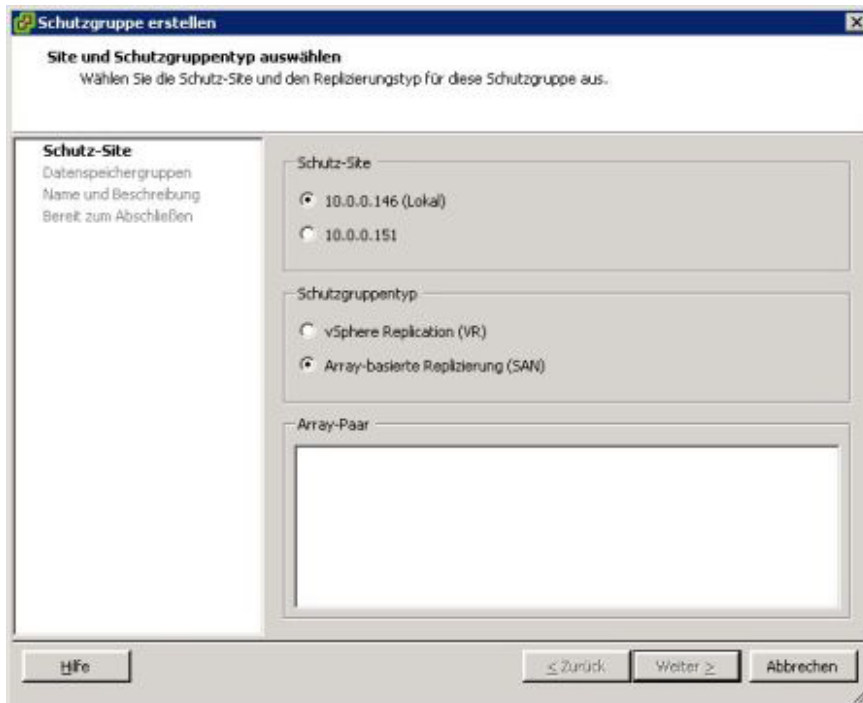 Schutzgruppe erstellen
Site und Schutzgruppentyp auswählen
Wählen Sie die Schutz-Site und den Replizierungstyp für diese Schutzgruppe aus.
Schutz-Site
Datenspeichergruppen
Name und Beschreibung
Bereit zum Abschließen
Schutz-Site
10.0.0.146 (Lokal)
10.0.0.151
Schutzgruppentyp
vSphere Replication (VR)
Array-basierte Replizierung (SAN)
Array-Paar
Hilfe
< Zurück
Weiter >
Abbrechen